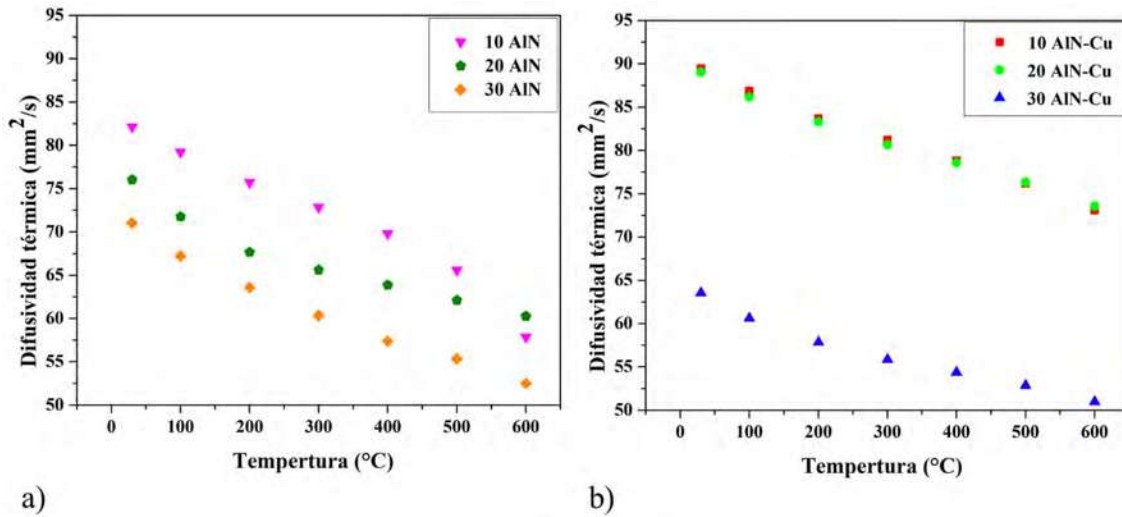 95
90
85
80
75
70
65
60
55
50
Difusividad térmica (mm²/s)
0 100 200 300 400 500 600
Tempertura (°C)
10 AlN
20 AlN
30 AlN
a)
95
90
85
80
75
70
65
60
55
50
Difusividad térmica (mm²/s)
0 100 200 300 400 500 600
Tempertura (°C)
10 AlN-Cu
20 AlN-Cu
30 AlN-Cu
b)